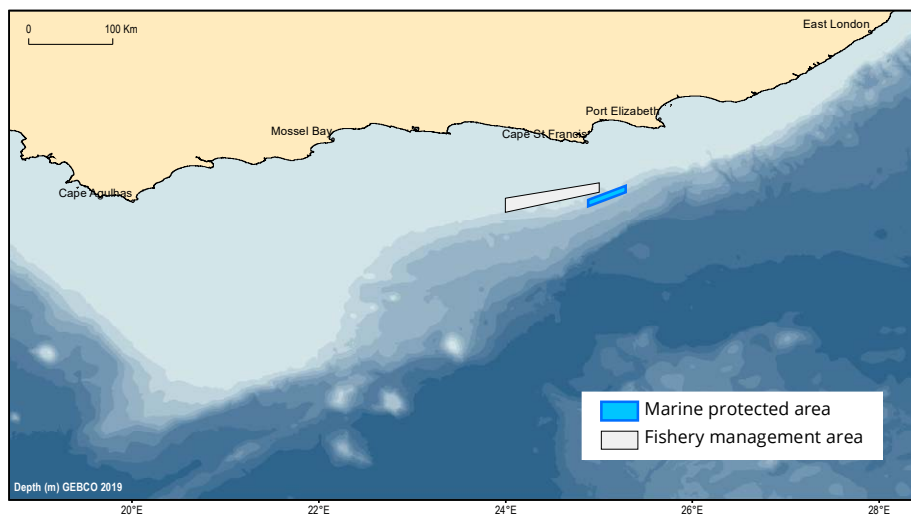 East London
0 100 Km
Port Elizabeth
Mossel Bay
Cape St Francis
Cape Agulhas
Marine protected area
Fishery management area
Depth (m) GEBCO 2019
20°E 22°E 24°E 26°E 28°E